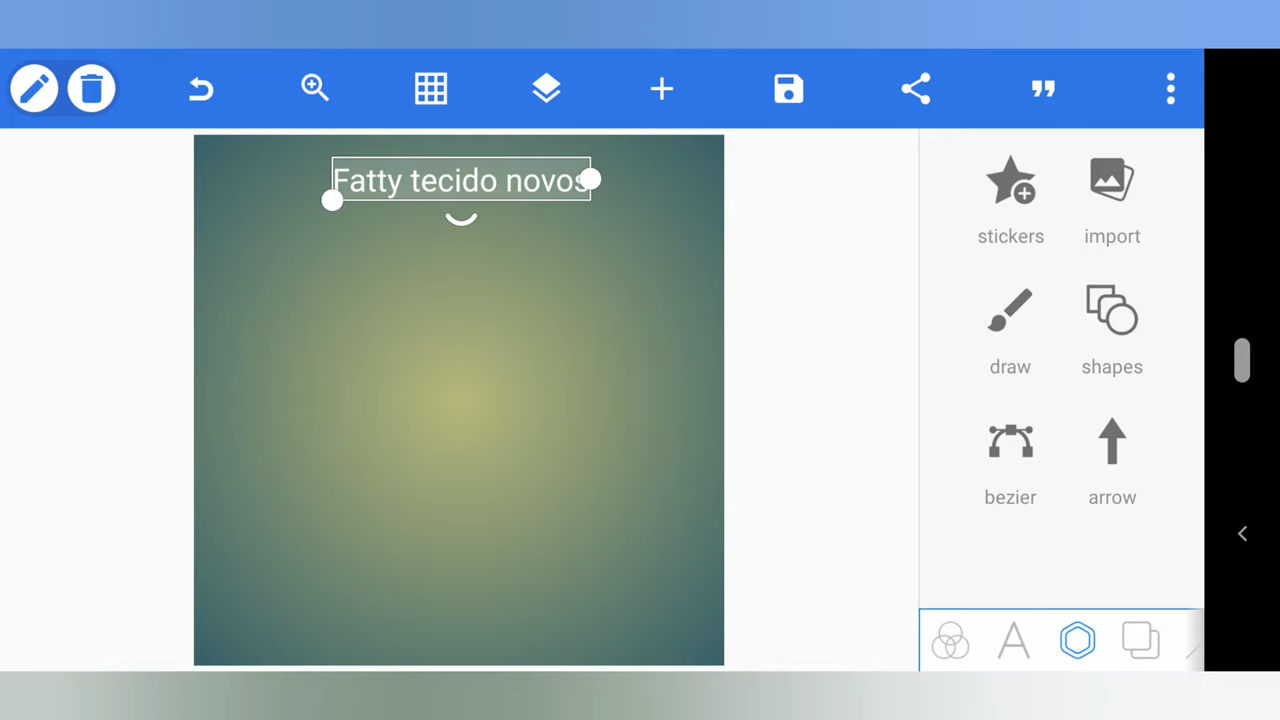 Fatty tecido novos
stickers
import
draw
shapes
bezier
arrow